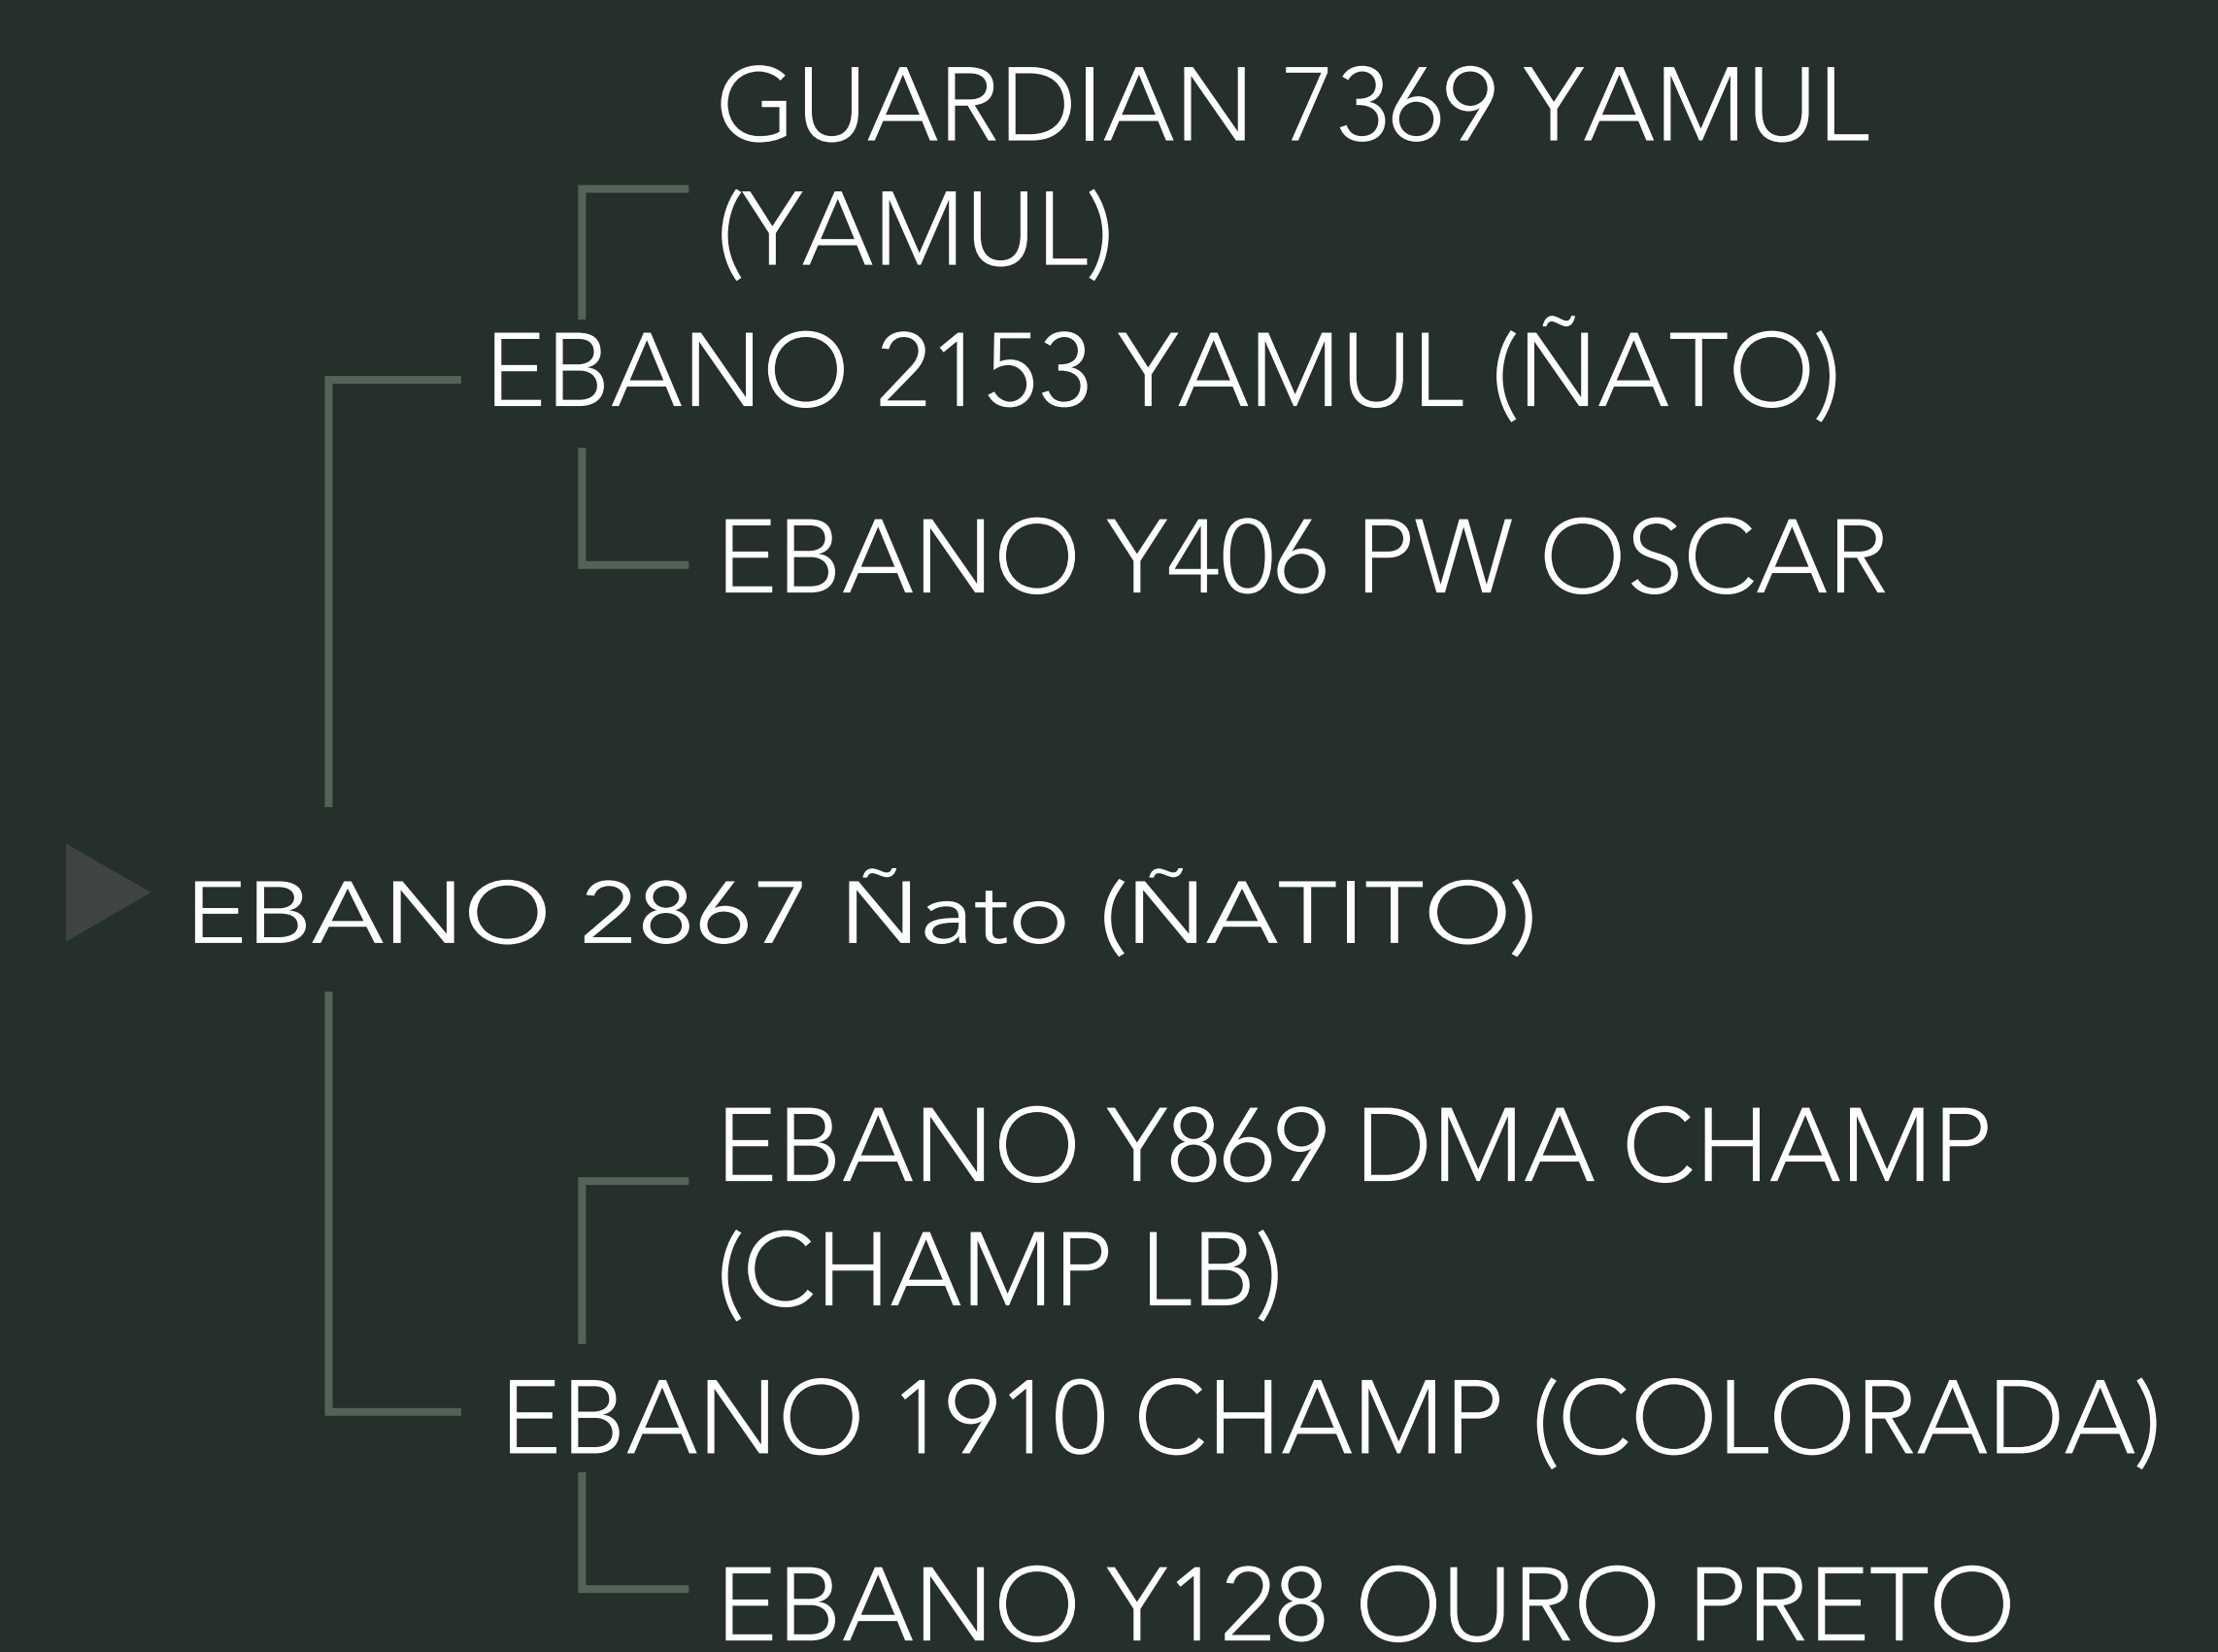 GUARDIAN 7369 YAMUL
(YAMUL)
EBANO 2153 YAMUL (ÑATO)
EBANO Y406 PW OSCAR
EBANO 2867 Ñato (ÑATITO)
EBANO Y869 DMA CHAMP
(CHAMP LB)
EBANO 1910 CHAMP (COLORADA)
EBANO Y128 OURO PRETO